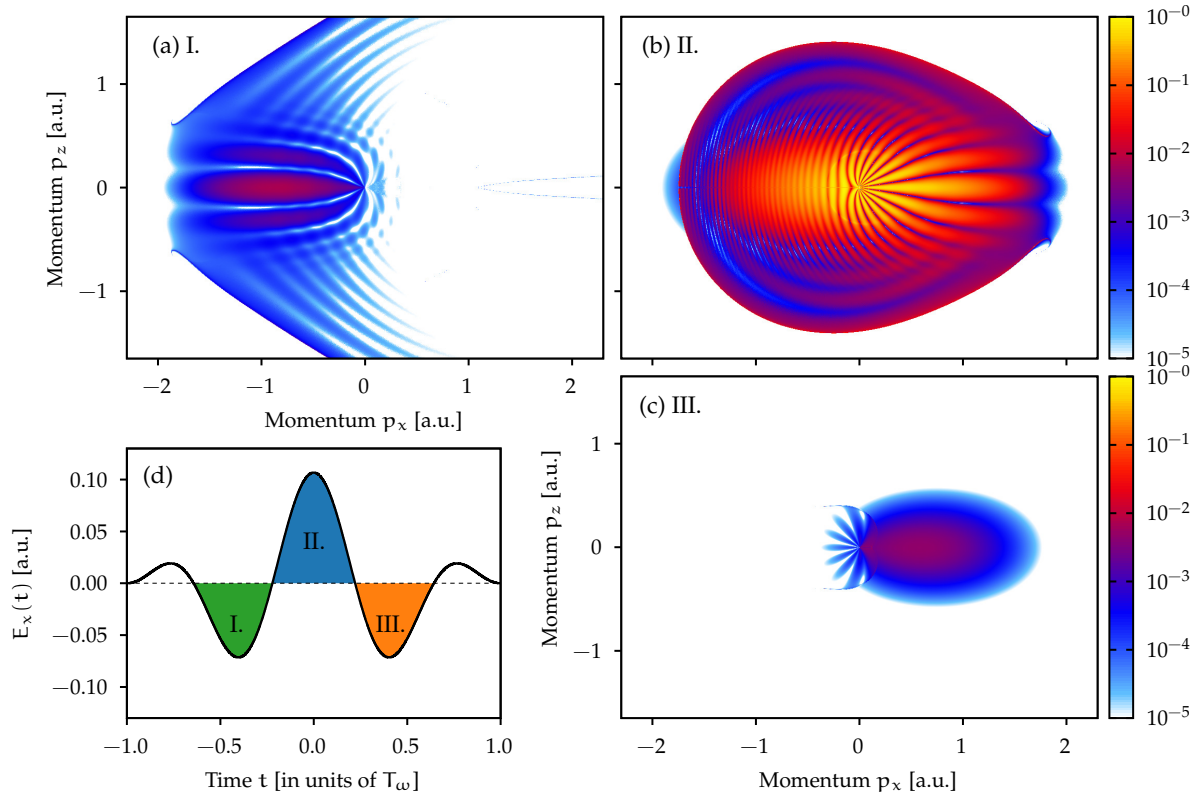 (a) I.
Momentum p_z [a.u.]
1
0
−1
−2
−1
0
1
2
Momentum p_x [a.u.]
(b) II.
10^−0
10^−1
10^−2
10^−3
10^−4
10^−5
(c) III.
Momentum p_z [a.u.]
1
0
−1
−2
−1
0
1
2
Momentum p_x [a.u.]
10^−0
10^−1
10^−2
10^−3
10^−4
10^−5
(d)
E_x(t) [a.u.]
0.10
0.05
0.00
−0.05
−0.10
I.
II.
III.
−1.0
−0.5
0.0
0.5
1.0
Time t [in units of T_ω]